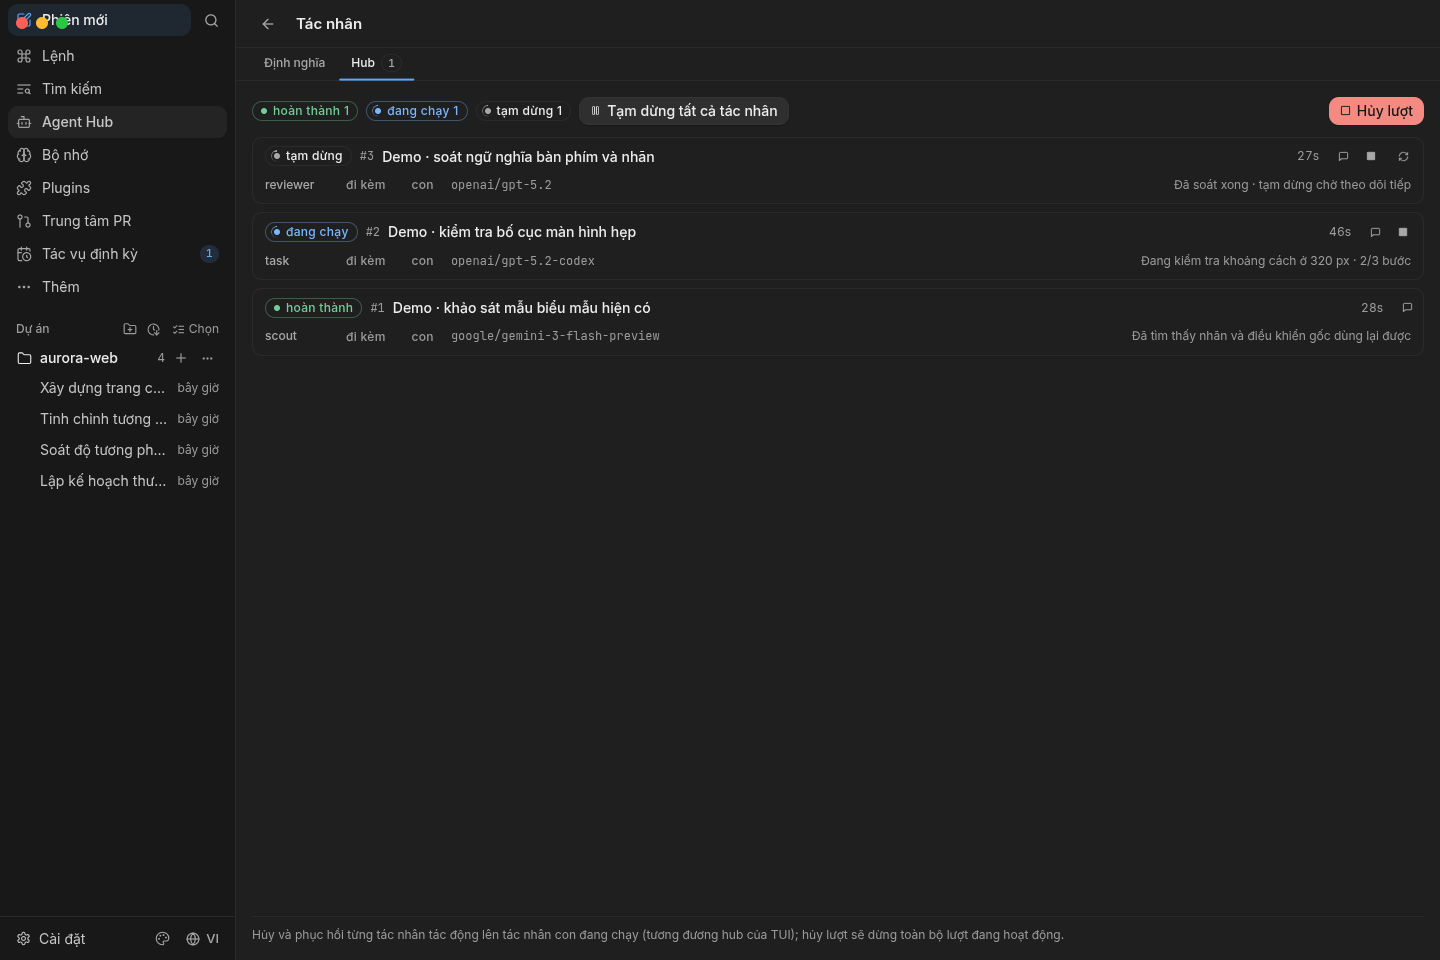 Phiên mới
Lệnh
Tìm kiếm
Agent Hub
Bộ nhớ
Plugins
Trung tâm PR
Tác vụ định kỳ 1
Thêm
Dự án Chọn
aurora-web 4
Xây dựng trang c... bây giờ
Tinh chỉnh tương ... bây giờ
Soát độ tương ph... bây giờ
Lập kế hoạch thư... bây giờ
Cài đặt VI
Tác nhân
Định nghĩa Hub 1
hoàn thành 1 đang chạy 1 tạm dừng 1 Tạm dừng tất cả tác nhân Hủy lượt
tạm dừng #3 Demo · soát ngữ nghĩa bàn phím và nhãn 27s
reviewer đi kèm con openai/gpt-5.2 Đã soát xong · tạm dừng chờ theo dõi tiếp
đang chạy #2 Demo · kiểm tra bố cục màn hình hẹp 46s
task đi kèm con openai/gpt-5.2-codex Đang kiểm tra khoảng cách ở 320 px · 2/3 bước
hoàn thành #1 Demo · khảo sát mẫu biểu mẫu hiện có 28s
scout đi kèm con google/gemini-3-flash-preview Đã tìm thấy nhãn và điều khiển gốc dùng lại được
Hủy và phục hồi từng tác nhân tác động lên tác nhân con đang chạy (tương đương hub của TUI); hủy lượt sẽ dừng toàn bộ lượt đang hoạt động.